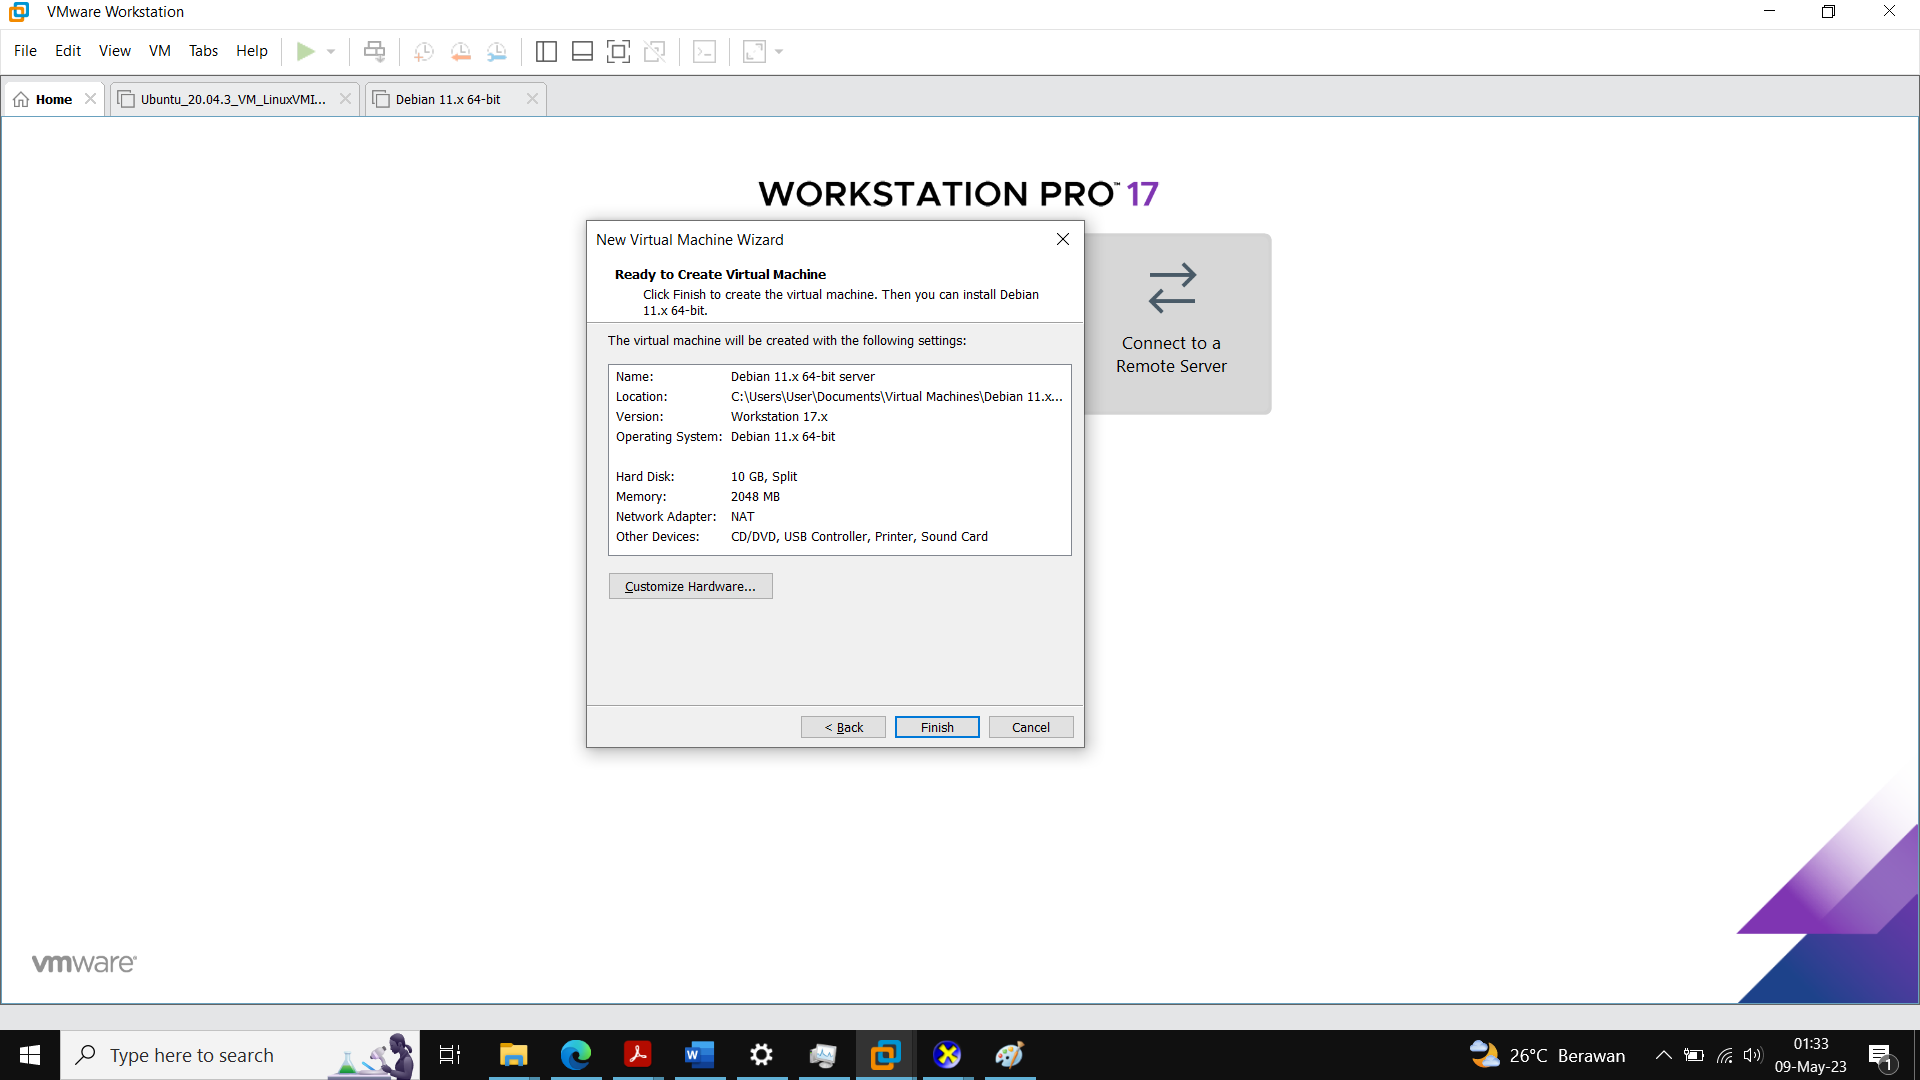 VMware Workstation
File Edit View VM Tabs Help
Home Ubuntu_20.04.3_VM_LinuxVMI... Debian 11.x 64-bit
WORKSTATION PRO™ 17
New Virtual Machine Wizard
Ready to Create Virtual Machine
Click Finish to create the virtual machine. Then you can install Debian
11.x 64-bit.
The virtual machine will be created with the following settings:
Name: Debian 11.x 64-bit server
Location: C:\Users\User\Documents\Virtual Machines\Debian 11.x...
Version: Workstation 17.x
Operating System: Debian 11.x 64-bit
Hard Disk: 10 GB, Split
Memory: 2048 MB
Network Adapter: NAT
Other Devices: CD/DVD, USB Controller, Printer, Sound Card
Customize Hardware...
< Back Finish Cancel
Connect to a
Remote Server
vmware®
Type here to search
26°C Berawan
01:33
09-May-23
1